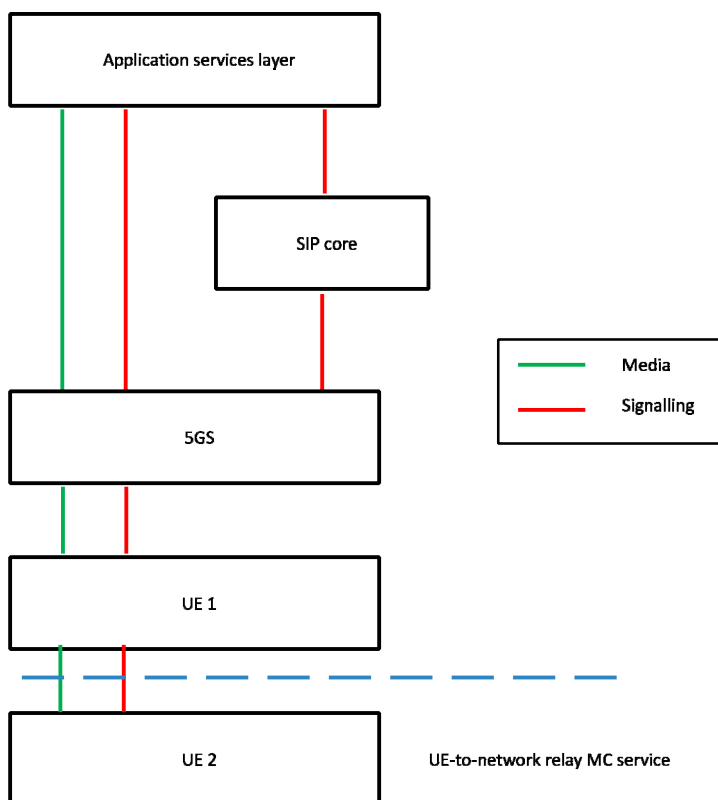 Application services layer
SIP core
Media
Signalling
5GS
UE 1
UE 2
UE-to-network relay MC service